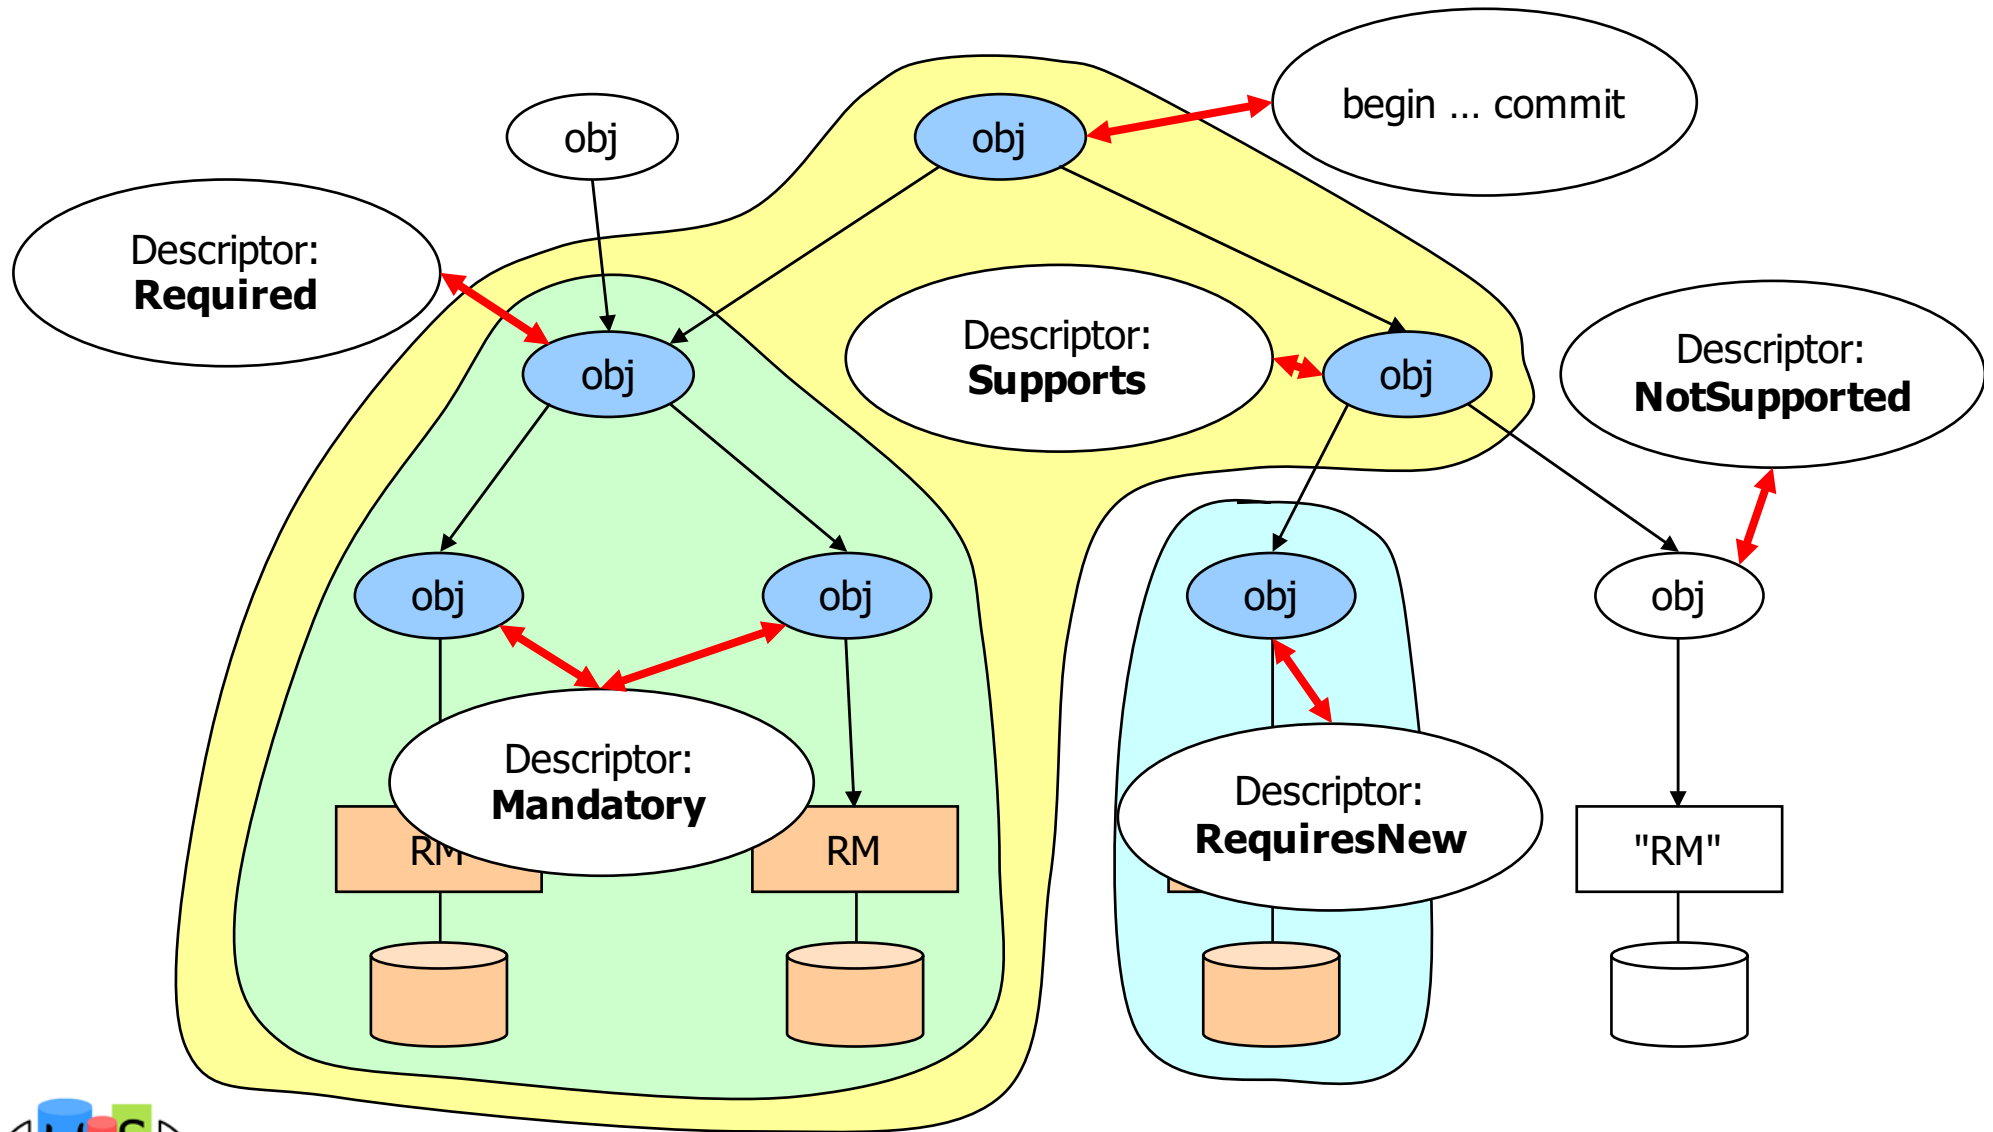 begin ... commit
obj
obj
Descriptor:
Required
Descriptor:
Supports
Descriptor:
NotSupported
obj
obj
obj
obj
obj
obj
Descriptor:
Mandatory
Descriptor:
RequiresNew
RM
RM
"RM"